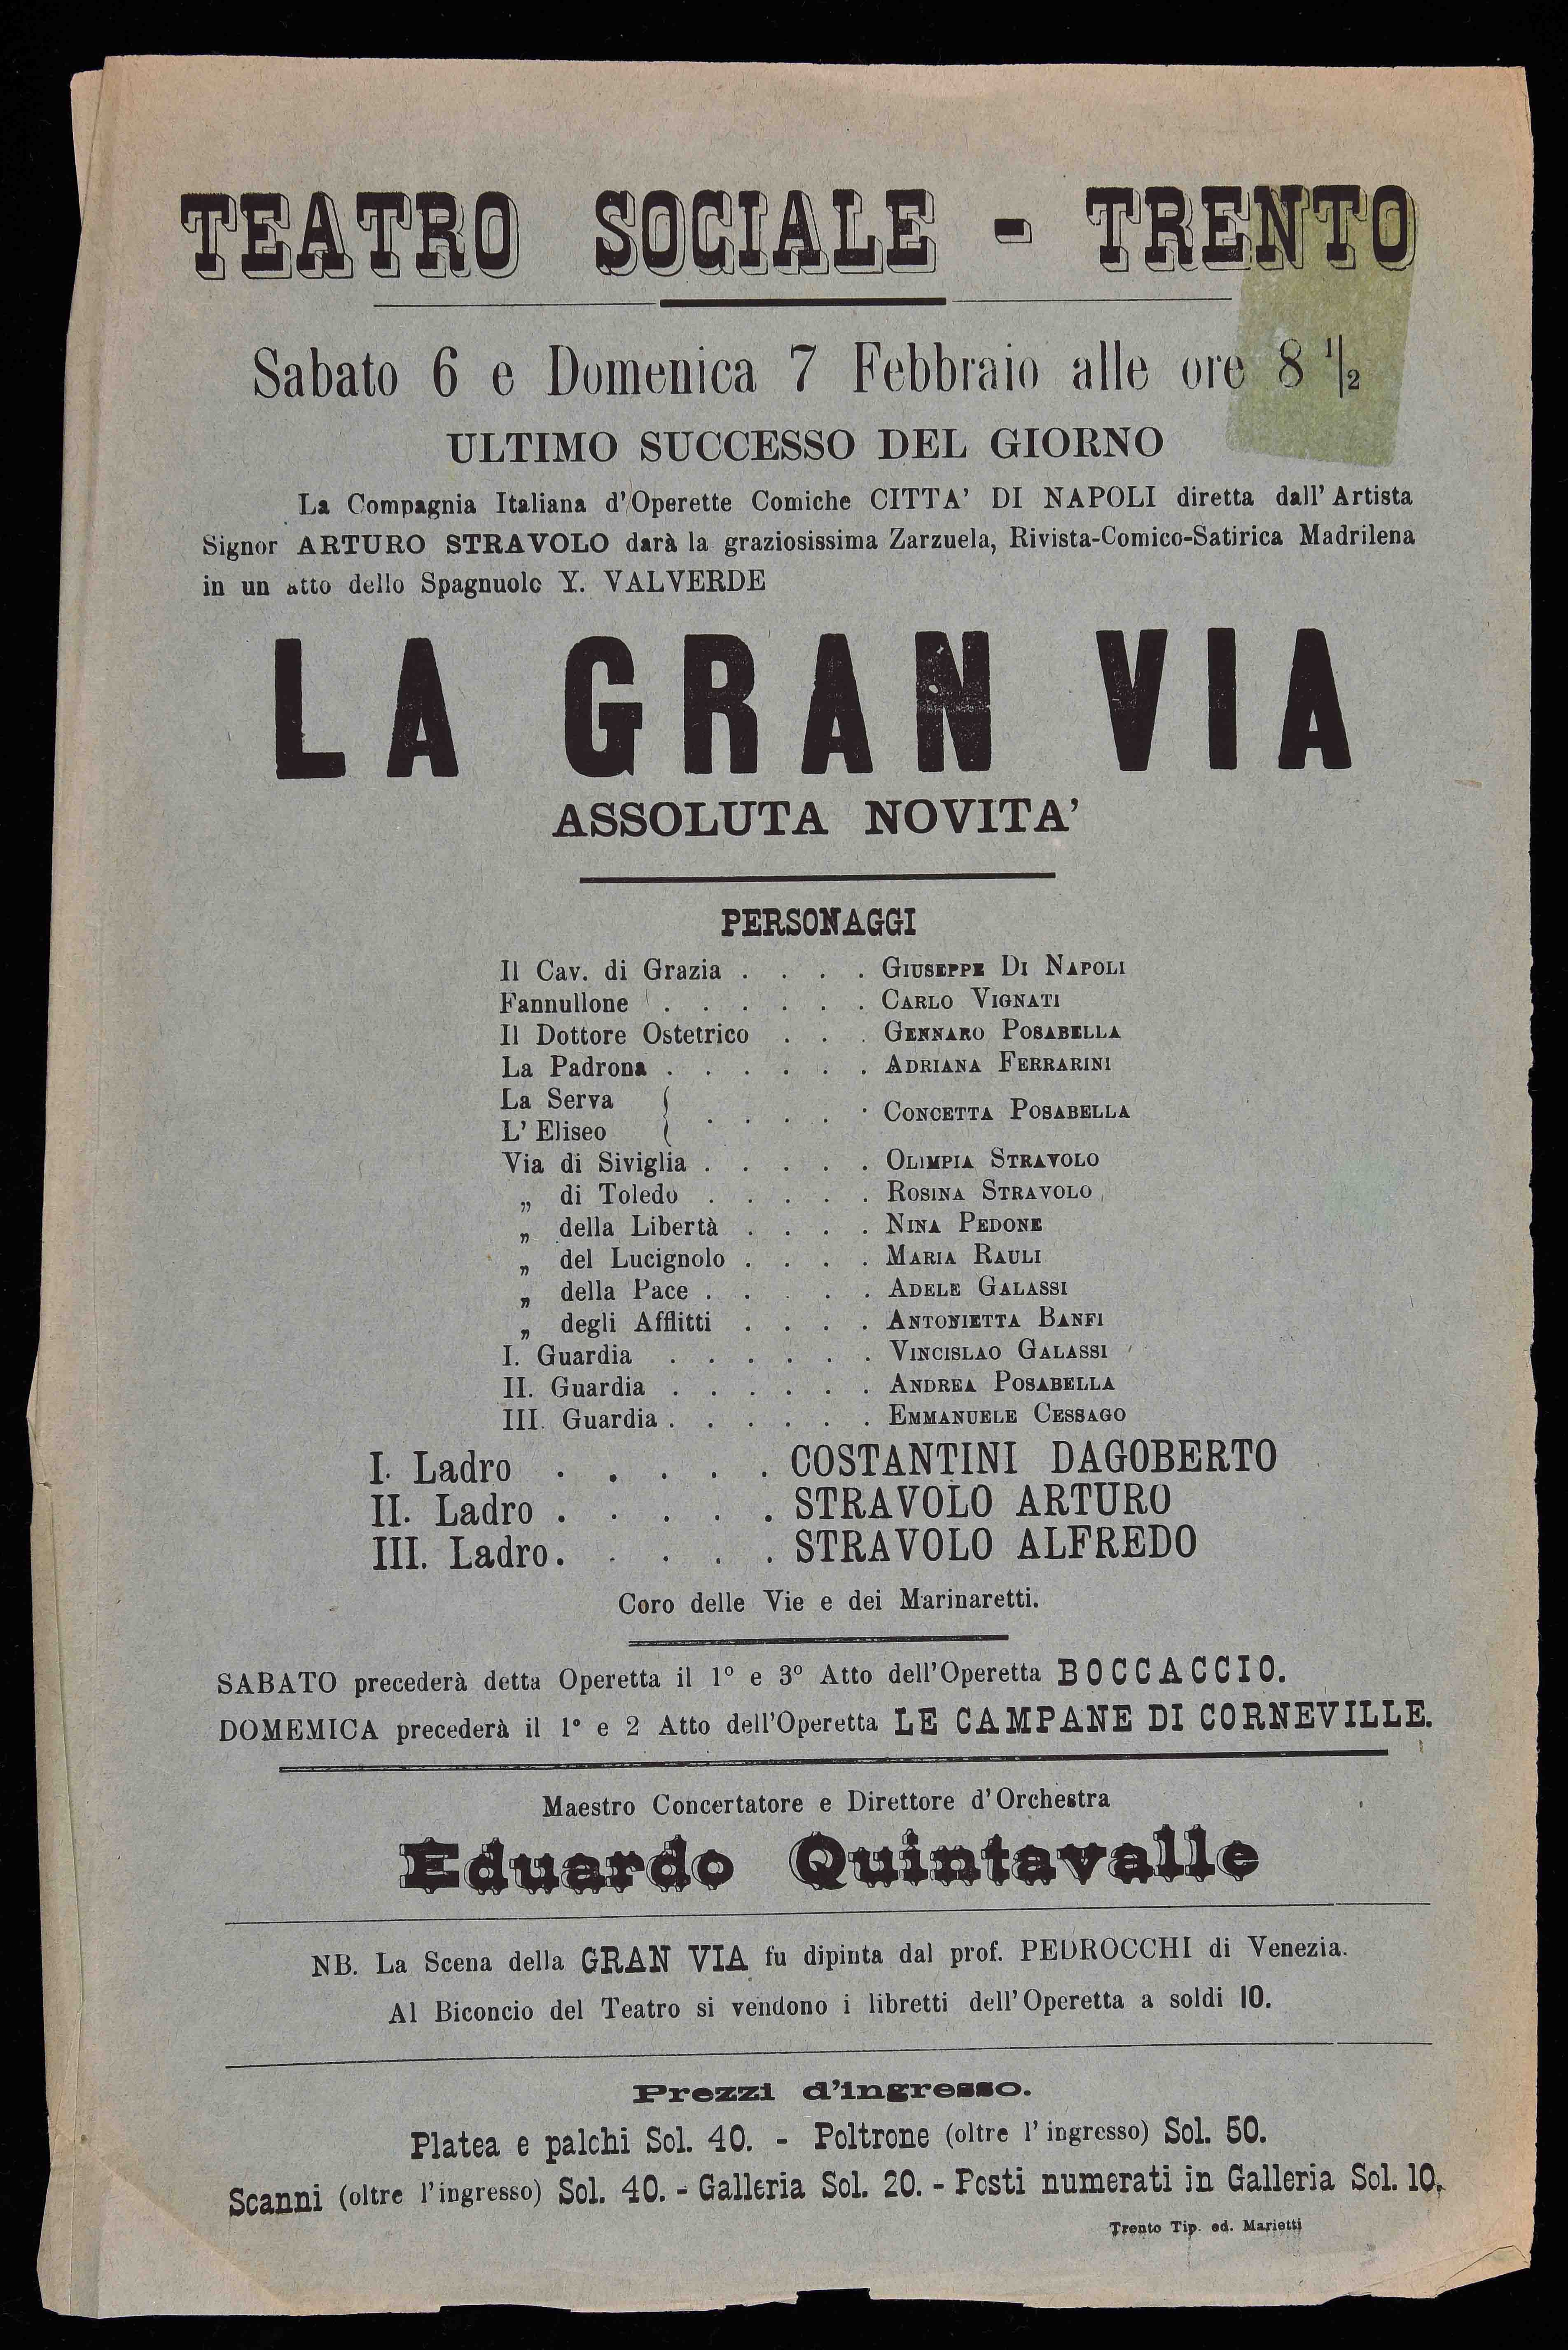 TEATRO SOCIALE - TRENTO
Sabato 6 e Domenica 7 Febbraio alle ore 8 1/2
ULTIMO SUCCESSO DEL GIORNO
La Compagnia Italiana d'Operette Comiche CITTA' DI NAPOLI diretta dall'Artista
Signor ARTURO STRAVOLO darà la graziosissima Zarzuela, Rivista-Comico-Satirica Madrilena
in un atto dello Spagnuolo Y. VALVERDE
LA GRAN VIA
ASSOLUTA NOVITA'
PERSONAGGI
Il Cav. di Grazia . . . . GIUSEPPE DI NAPOLI
Fannullone . . . . . . CARLO VIGNATI
Il Dottore Ostetrico . . . GENNARO POSABELLA
La Padrona . . . . . . ADRIANA FERRARINI
La Serva
L'Eliseo . . . . . CONCETTA POSABELLA
Via di Siviglia . . . . . OLIMPIA STRAVOLO
„ di Toledo . . . . . ROSINA STRAVOLO
„ della Libertà . . . . NINA PEDONE
„ del Lucignolo . . . . MARIA RAULI
„ della Pace . . . . . ADELE GALASSI
„ degli Afflitti . . . . ANTONIETTA BANFI
I. Guardia . . . . . . VINCISLAO GALASSI
II. Guardia . . . . . . ANDREA POSABELLA
III. Guardia . . . . . . EMMANUELE CESSAGO
I. Ladro . . . . . COSTANTINI DAGOBERTO
II. Ladro . . . . . STRAVOLO ARTURO
III. Ladro . . . . . STRAVOLO ALFREDO
Coro delle Vie e dei Marinaretti.
SABATO precederà detta Operetta il 1° e 3° Atto dell'Operetta BOCCACCIO.
DOMEMICA precederà il 1° e 2 Atto dell'Operetta LE CAMPANE DI CORNEVILLE.
Maestro Concertatore e Direttore d'Orchestra
Eduardo Quintavalle
NB. La Scena della GRAN VIA fu dipinta dal prof. PEDROCCHI di Venezia.
Al Biconcio del Teatro si vendono i libretti dell'Operetta a soldi 10.
Prezzi d'ingresso.
Platea e palchi Sol. 40. - Poltrone (oltre l'ingresso) Sol. 50.
Scanni (oltre l'ingresso) Sol. 40. - Galleria Sol. 20. - Posti numerati in Galleria Sol. 10.
Trento Tip. ed. Marietti